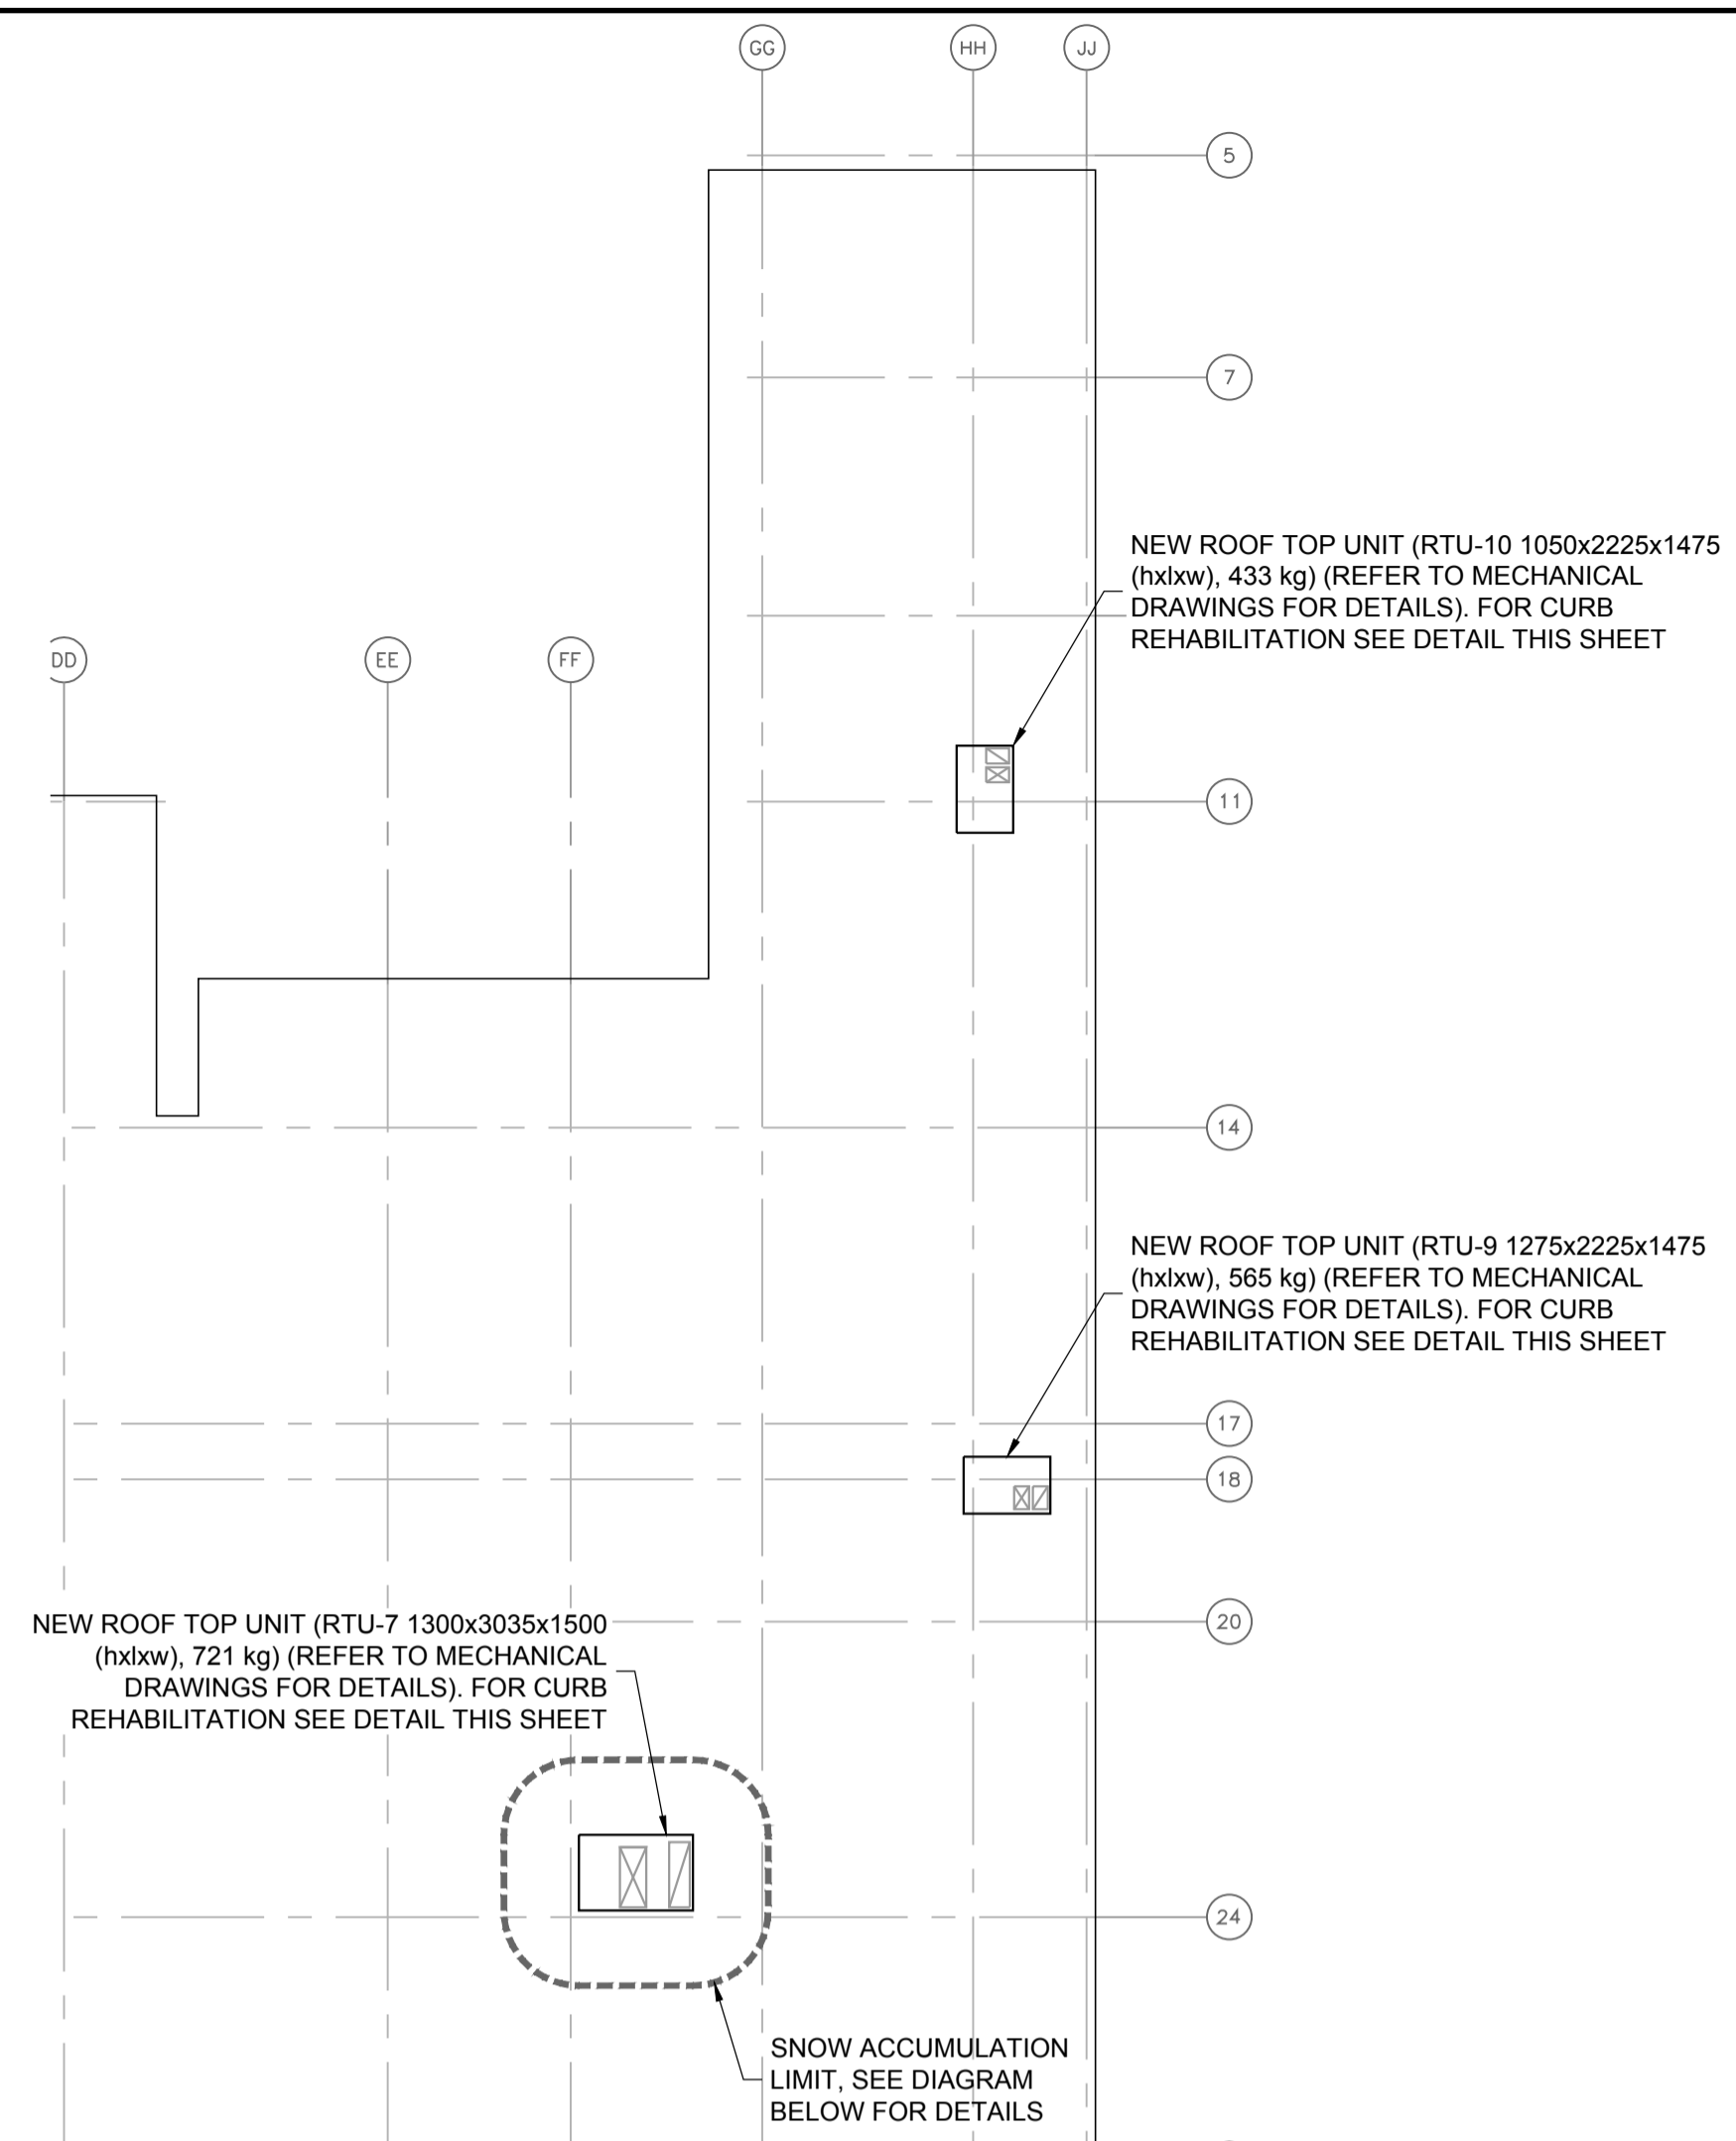 GG
HH
JJ
5
7
NEW ROOF TOP UNIT (RTU-10 1050x2225x1475
(hxlxw), 433 kg) (REFER TO MECHANICAL
DRAWINGS FOR DETAILS). FOR CURB
REHABILITATION SEE DETAIL THIS SHEET
DD
EE
FF
11
14
NEW ROOF TOP UNIT (RTU-9 1275x2225x1475
(hxlxw), 565 kg) (REFER TO MECHANICAL
DRAWINGS FOR DETAILS). FOR CURB
REHABILITATION SEE DETAIL THIS SHEET
17
18
20
NEW ROOF TOP UNIT (RTU-7 1300x3035x1500
(hxlxw), 721 kg) (REFER TO MECHANICAL
DRAWINGS FOR DETAILS). FOR CURB
REHABILITATION SEE DETAIL THIS SHEET
24
SNOW ACCUMULATION
LIMIT, SEE DIAGRAM
BELOW FOR DETAILS